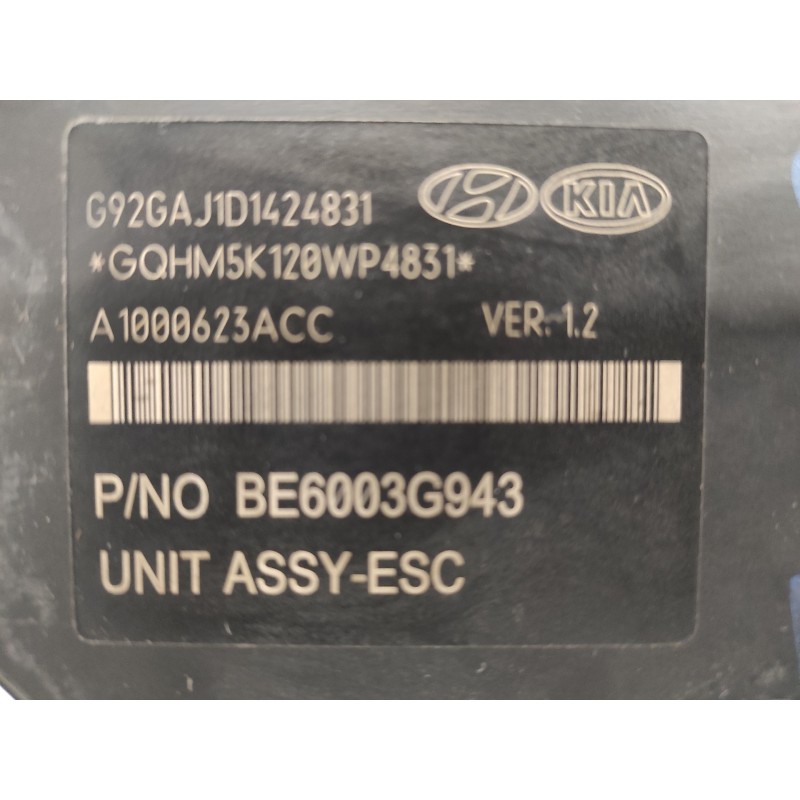 G92GAJ1D1424831
KIA
*GQHM5K120WP4831*
A1000623ACC VER: 1.2
P/NO BE6003G943
UNIT ASSY-ESC